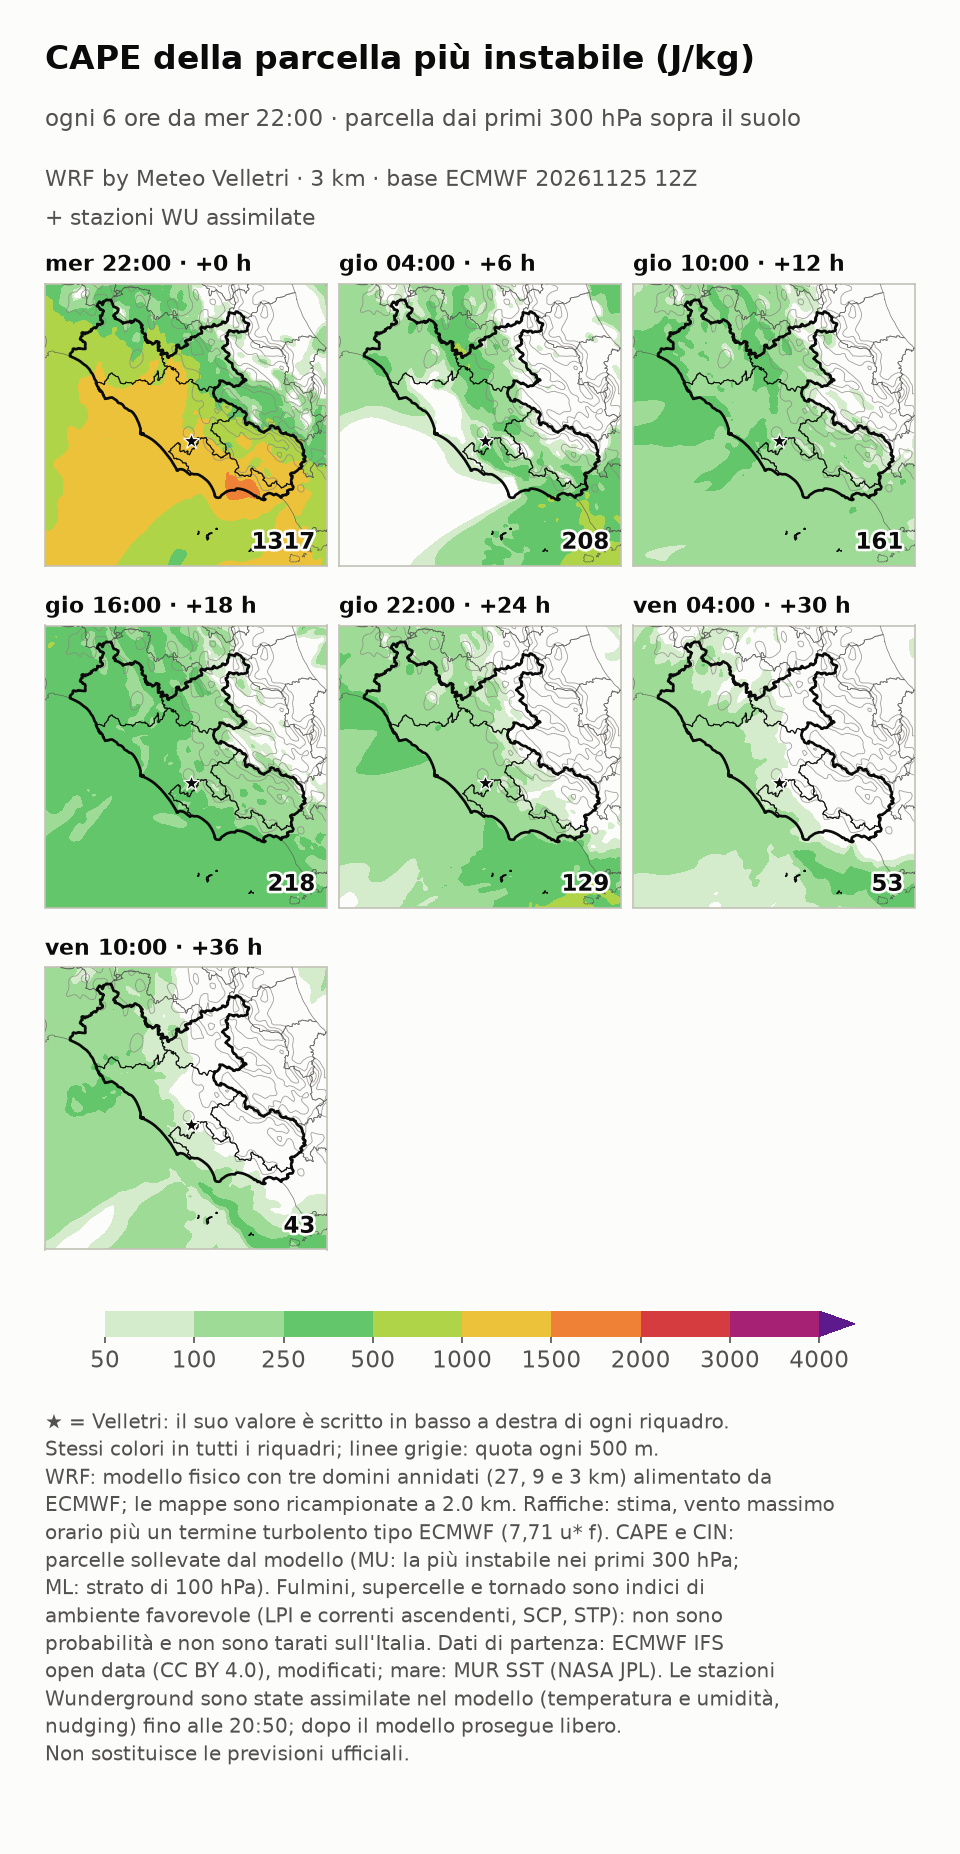 CAPE della parcella più instabile (J/kg)
ogni 6 ore da mer 22:00 · parcella dai primi 300 hPa sopra il suolo
WRF by Meteo Velletri · 3 km · base ECMWF 20261125 12Z
+ stazioni WU assimilate
mer 22:00 · +0 h
gio 04:00 · +6 h
gio 10:00 · +12 h
1317
208
161
gio 16:00 · +18 h
gio 22:00 · +24 h
ven 04:00 · +30 h
218
129
53
ven 10:00 · +36 h
43
50 100 250 500 1000 1500 2000 3000 4000
★ = Velletri: il suo valore è scritto in basso a destra di ogni riquadro.
Stessi colori in tutti i riquadri; linee grigie: quota ogni 500 m.
WRF: modello fisico con tre domini annidati (27, 9 e 3 km) alimentato da
ECMWF; le mappe sono ricampionate a 2.0 km. Raffiche: stima, vento massimo
orario più un termine turbolento tipo ECMWF (7,71 u* f). CAPE e CIN:
parcelle sollevate dal modello (MU: la più instabile nei primi 300 hPa;
ML: strato di 100 hPa). Fulmini, supercelle e tornado sono indici di
ambiente favorevole (LPI e correnti ascendenti, SCP, STP): non sono
probabilità e non sono tarati sull'Italia. Dati di partenza: ECMWF IFS
open data (CC BY 4.0), modificati; mare: MUR SST (NASA JPL). Le stazioni
Wunderground sono state assimilate nel modello (temperatura e umidità,
nudging) fino alle 20:50; dopo il modello prosegue libero.
Non sostituisce le previsioni ufficiali.